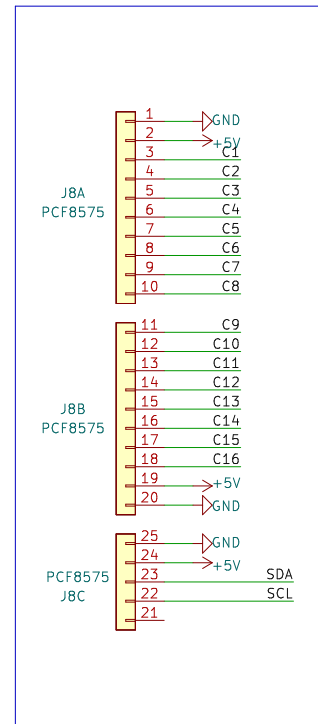 1 GND
2 +5V
3 C1
4 C2
5 C3
6 C4
7 C5
8 C6
9 C7
10 C8
J8A
PCF8575
11 C9
12 C10
13 C11
14 C12
15 C13
16 C14
17 C15
18 C16
19 +5V
20 GND
J8B
PCF8575
25 GND
24 +5V
23 SDA
22 SCL
21
PCF8575
J8C